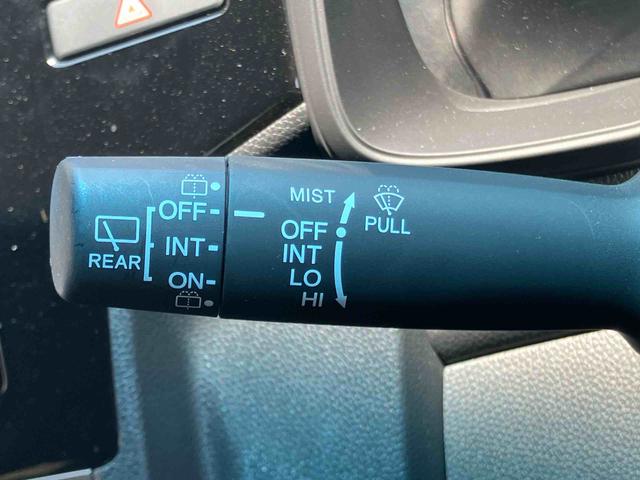 REAR
OFF
INT
ON
MIST
OFF
INT
LO
HI
PULL